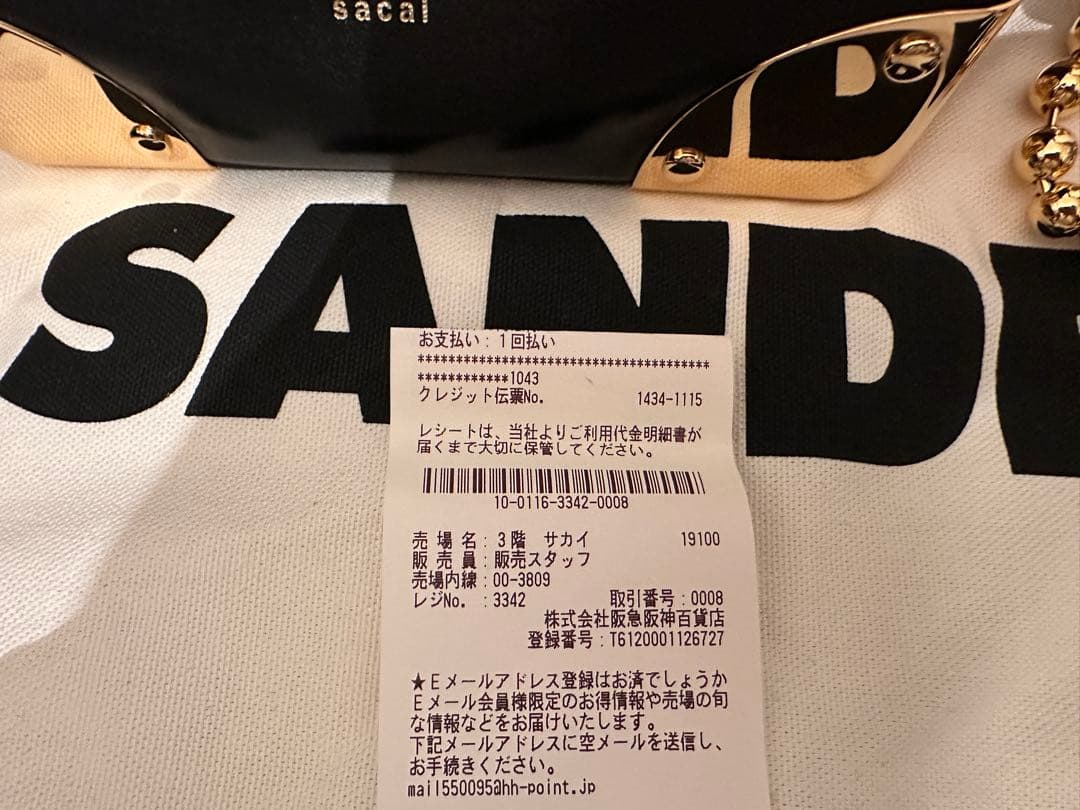 sacai
SANDE
お支払い：1回払い
***************************************
************1043
クレジット伝票No. 1434-1115
レシートは、当社よりご利用代金明細書が
届くまで大切に保管してください。
10-0116-3342-0008
売 場 名：３階 サカイ 19100
販 売 員：販売スタッフ
売場内線：00-3809
レジNo. ：3342 取引番号：0008
株式会社阪急阪神百貨店
登録番号：T6120001126727
★Ｅメールアドレス登録はお済でしょうか
Ｅメール会員様限定のお得情報や売場の旬
な情報などをお届けいたします。
下記メールアドレスに空メールを送信し、
お手続きください。
mail550095@hh-point.jp